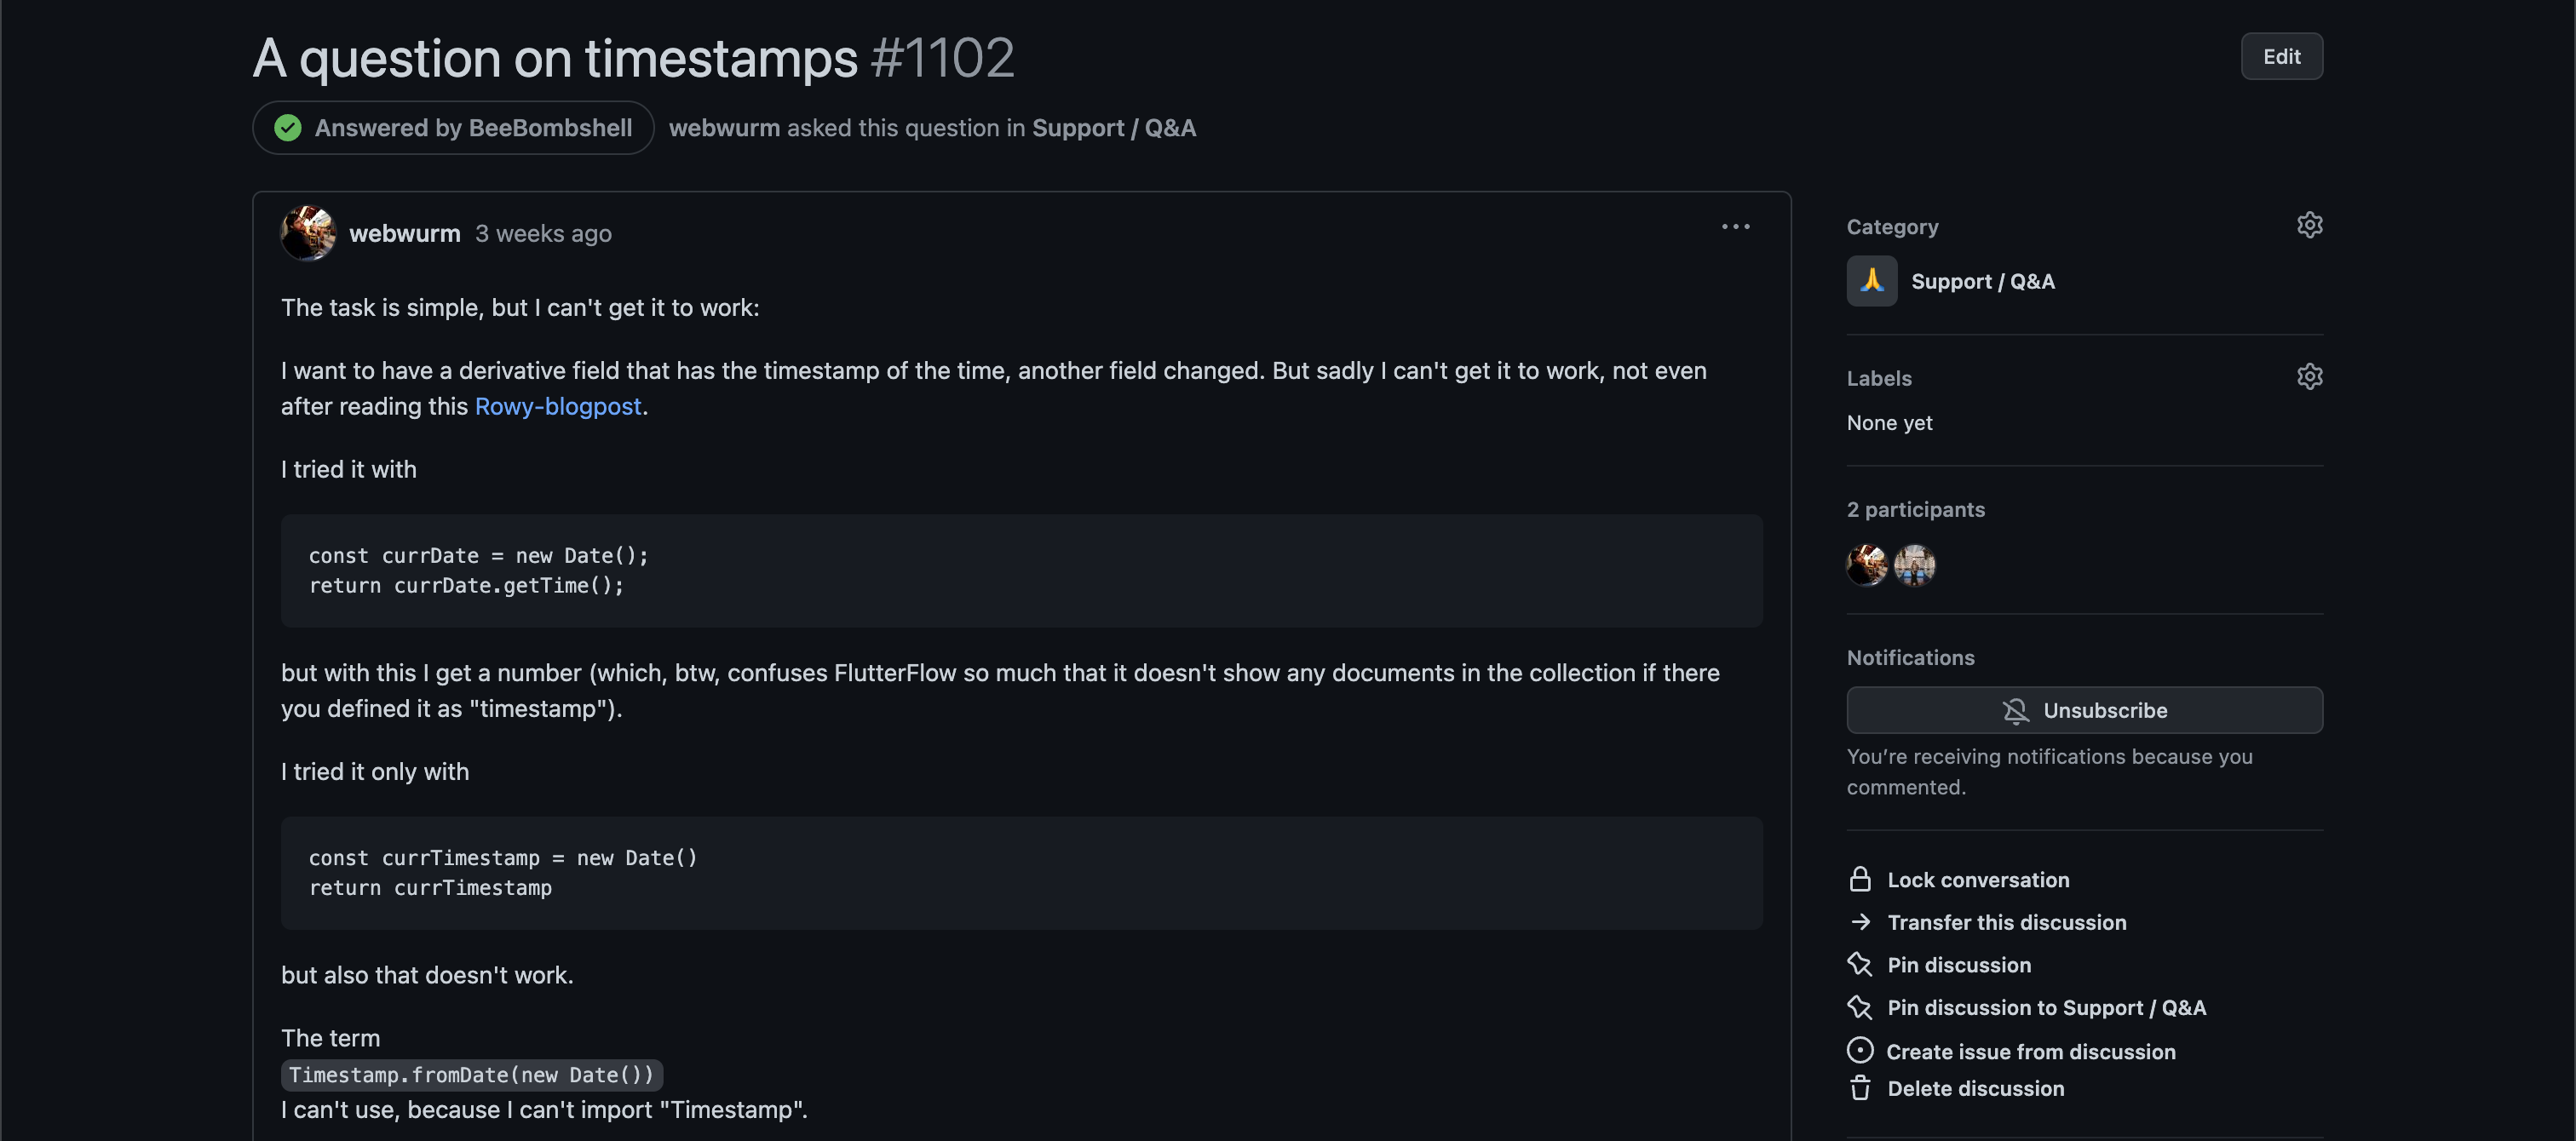 A question on timestamps #1102
Edit
Answered by BeeBombshell webwurm asked this question in Support / Q&A
webwurm 3 weeks ago
The task is simple, but I can't get it to work:
I want to have a derivative field that has the timestamp of the time, another field changed. But sadly I can't get it to work, not even
after reading this Rowy-blogpost.
I tried it with
const currDate = new Date();
return currDate.getTime();
but with this I get a number (which, btw, confuses FlutterFlow so much that it doesn't show any documents in the collection if there
you defined it as "timestamp").
I tried it only with
const currTimestamp = new Date()
return currTimestamp
but also that doesn't work.
The term
Timestamp.fromDate(new Date())
I can't use, because I can't import "Timestamp".
Category
Support / Q&A
Labels
None yet
2 participants
Notifications
Unsubscribe
You’re receiving notifications because you
commented.
Lock conversation
Transfer this discussion
Pin discussion
Pin discussion to Support / Q&A
Create issue from discussion
Delete discussion